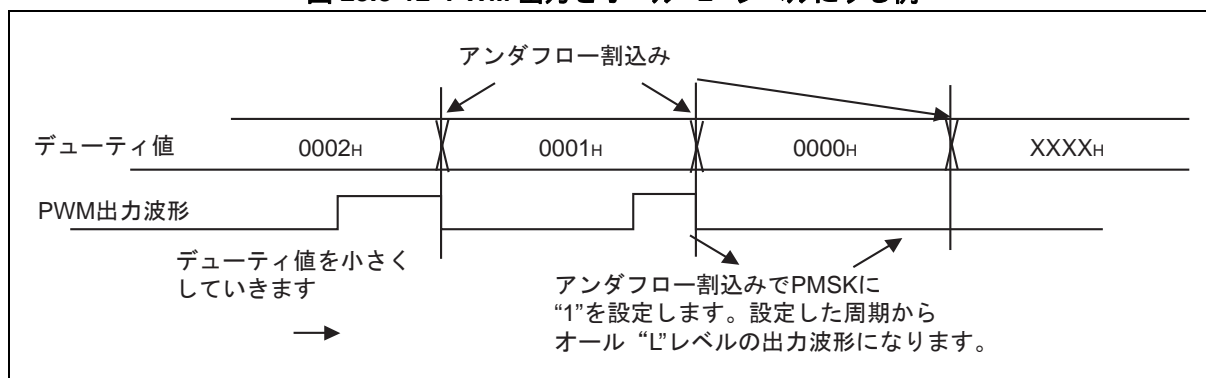 アンダフロー割込み
デューティ値 0002H 0001H 0000H XXXXH
PWM出力波形
デューティ値を小さく
していきます
アンダフロー割込みでPMSKに
“1”を設定します。設定した周期から
オール “L”レベルの出力波形になります。